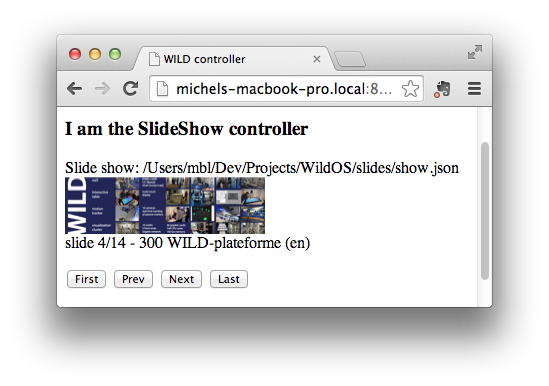 WILD controller
michels-macbook-pro.local:8...
I am the SlideShow controller
Slide show: /Users/mbl/Dev/Projects/WildOS/slides/show.json
WILD
slide 4/14 - 300 WILD-plateforme (en)
First Prev Next Last